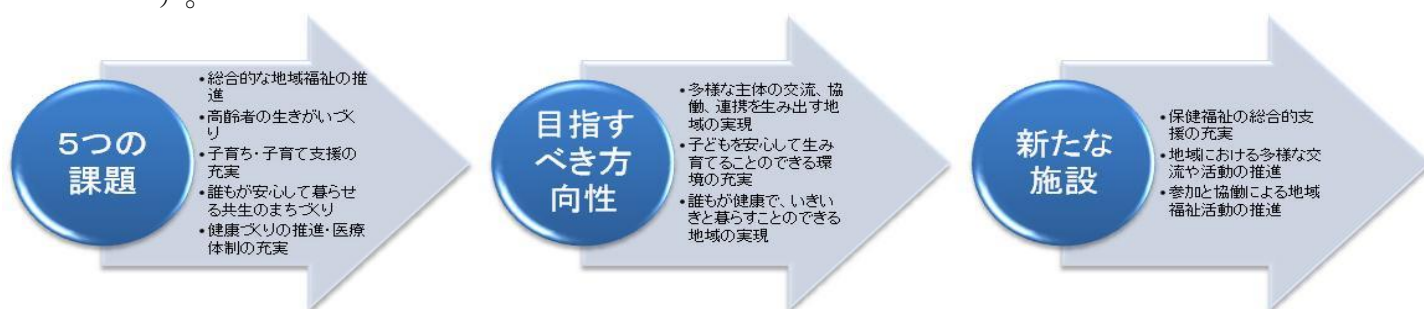 す。
5つの
課題
•総合的な地域福祉の推
進
•高齢者の生きがいづく
り
•子育ち・子育て支援の
充実
•誰もが安心して暮らせ
る共生のまちづくり
•健康づくりの推進・医療
体制の充実
目指す
べき方
向性
•多様な主体の交流、協
働、連携を生み出す地
域の実現
•子どもを安心して生み
育てることのできる環
境の充実
•誰もが健康で、いきい
きと暮らすことのできる
地域の実現
新たな
施設
•保健福祉の総合的支
援の充実
•地域における多様な交
流や活動の推進
•参加と協働による地域
福祉活動の推進